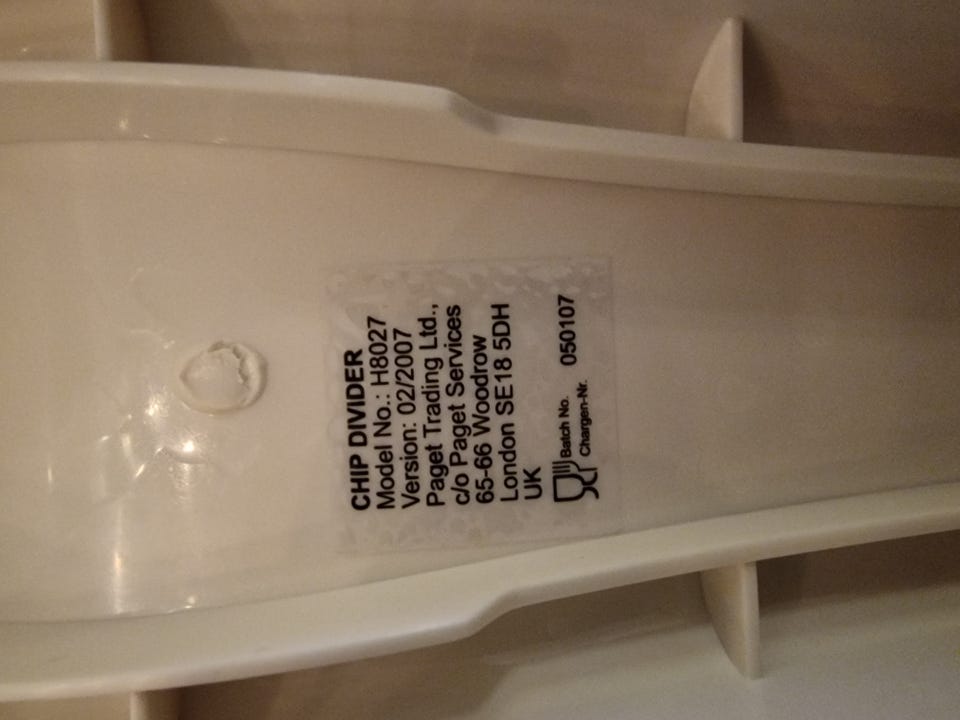 CHIP DIVIDER
Model No.: H8027
Version: 02/2007
Paget Trading Ltd.,
c/o Paget Services
65-66 Woodrow
London SE18 5DH
UK
Batch No. 050107
Chargen-Nr.